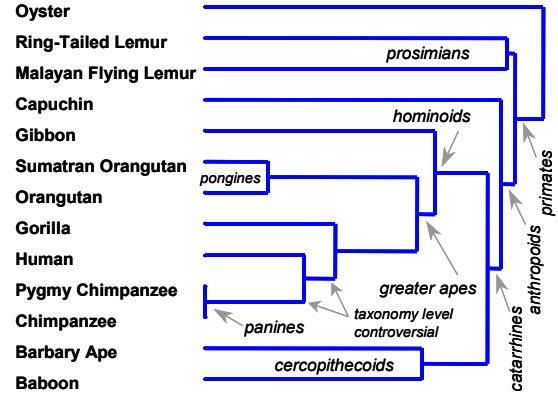 Oyster
Ring-Tailed Lemur
prosimians
Malayan Flying Lemur
Capuchin
hominoids
Gibbon
Sumatran Orangutan
pongines
Orangutan
primates
Gorilla
anthropoids
Human
greater apes
Pygmy Chimpanzee
taxonomy level
controversial
panines
Chimpanzee
catarrhines
Barbary Ape
cercopithecoids
Baboon